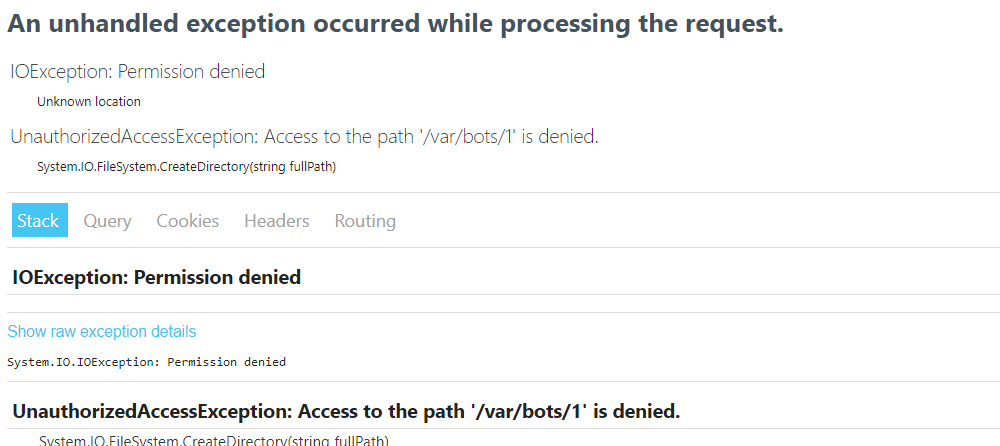 An unhandled exception occurred while processing the request.
IOException: Permission denied
Unknown location
UnauthorizedAccessException: Access to the path '/var/bots/1' is denied.
System.IO.FileSystem.CreateDirectory(string fullPath)
Stack Query Cookies Headers Routing
IOException: Permission denied
Show raw exception details
System.IO.IOException: Permission denied
UnauthorizedAccessException: Access to the path '/var/bots/1' is denied.
System.IO.FileSystem.CreateDirectory(string fullPath)